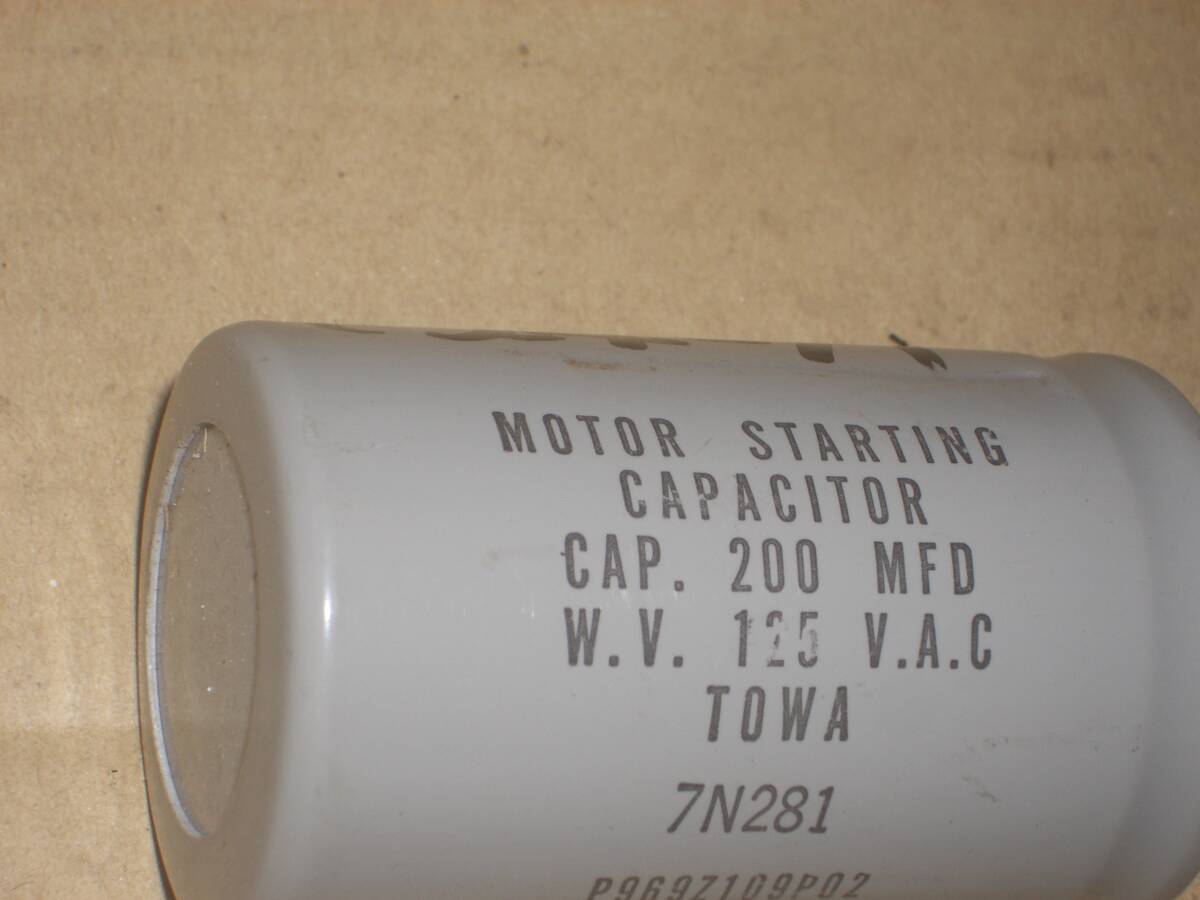 MOTOR STARTING
CAPACITOR
CAP. 200 MFD
W.V. 125 V.A.C
TOWA
7N281
P969Z109P02